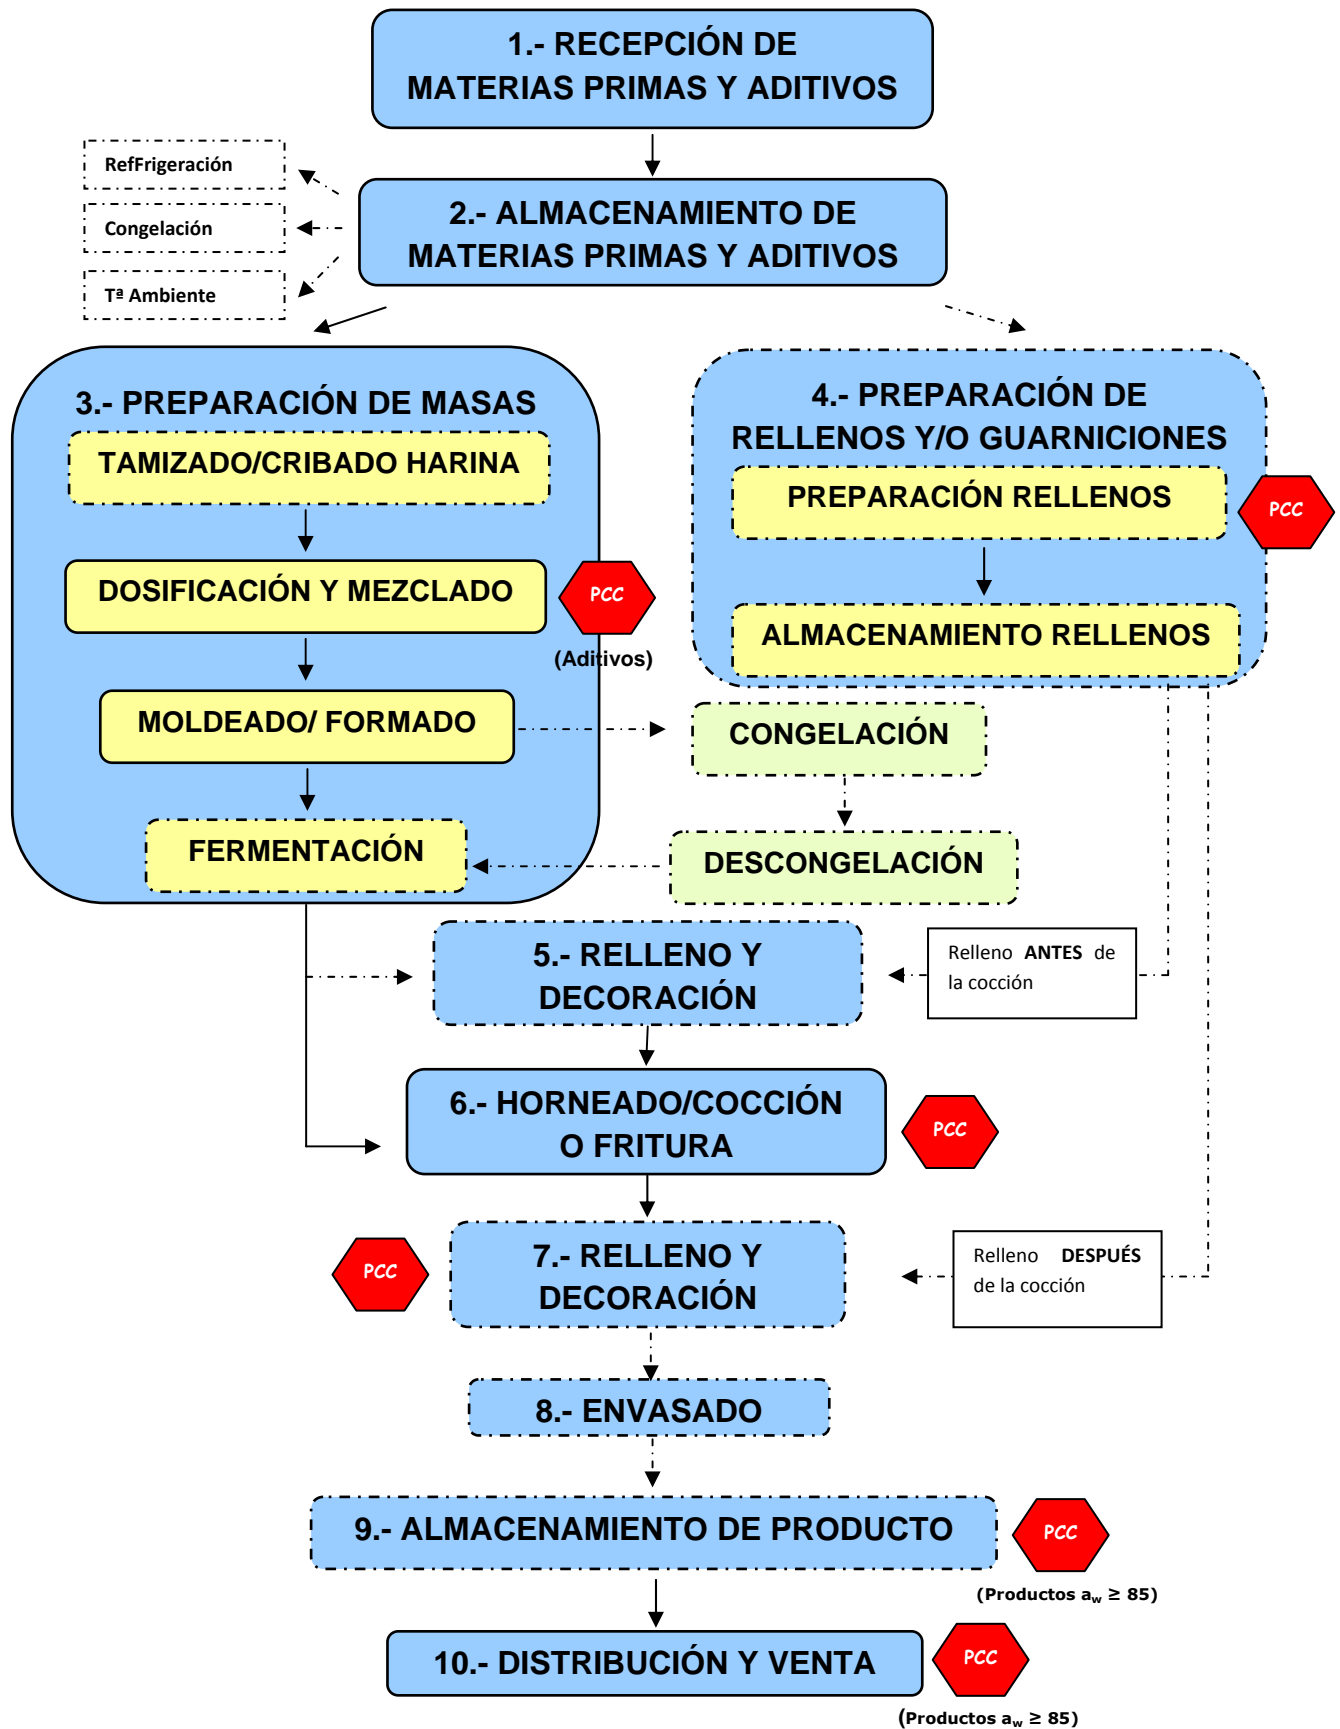 1.- RECEPCIÓN DE
MATERIAS PRIMAS Y ADITIVOS
RefFrigeración
Congelación
Tª Ambiente
2.- ALMACENAMIENTO DE
MATERIAS PRIMAS Y ADITIVOS
3.- PREPARACIÓN DE MASAS
TAMIZADO/CRIBADO HARINA
DOSIFICACIÓN Y MEZCLADO
PCC
(Aditivos)
MOLDEADO/ FORMADO
FERMENTACIÓN
4.- PREPARACIÓN DE
RELLENOS Y/O GUARNICIONES
PREPARACIÓN RELLENOS
PCC
ALMACENAMIENTO RELLENOS
CONGELACIÓN
DESCONGELACIÓN
5.- RELLENO Y
DECORACIÓN
Relleno ANTES de
la cocción
6.- HORNEADO/COCCIÓN
O FRITURA
PCC
PCC
7.- RELLENO Y
DECORACIÓN
Relleno DESPUÉS
de la cocción
8.- ENVASADO
9.- ALMACENAMIENTO DE PRODUCTO
PCC
(Productos aw ≥ 85)
10.- DISTRIBUCIÓN Y VENTA
PCC
(Productos aw ≥ 85)